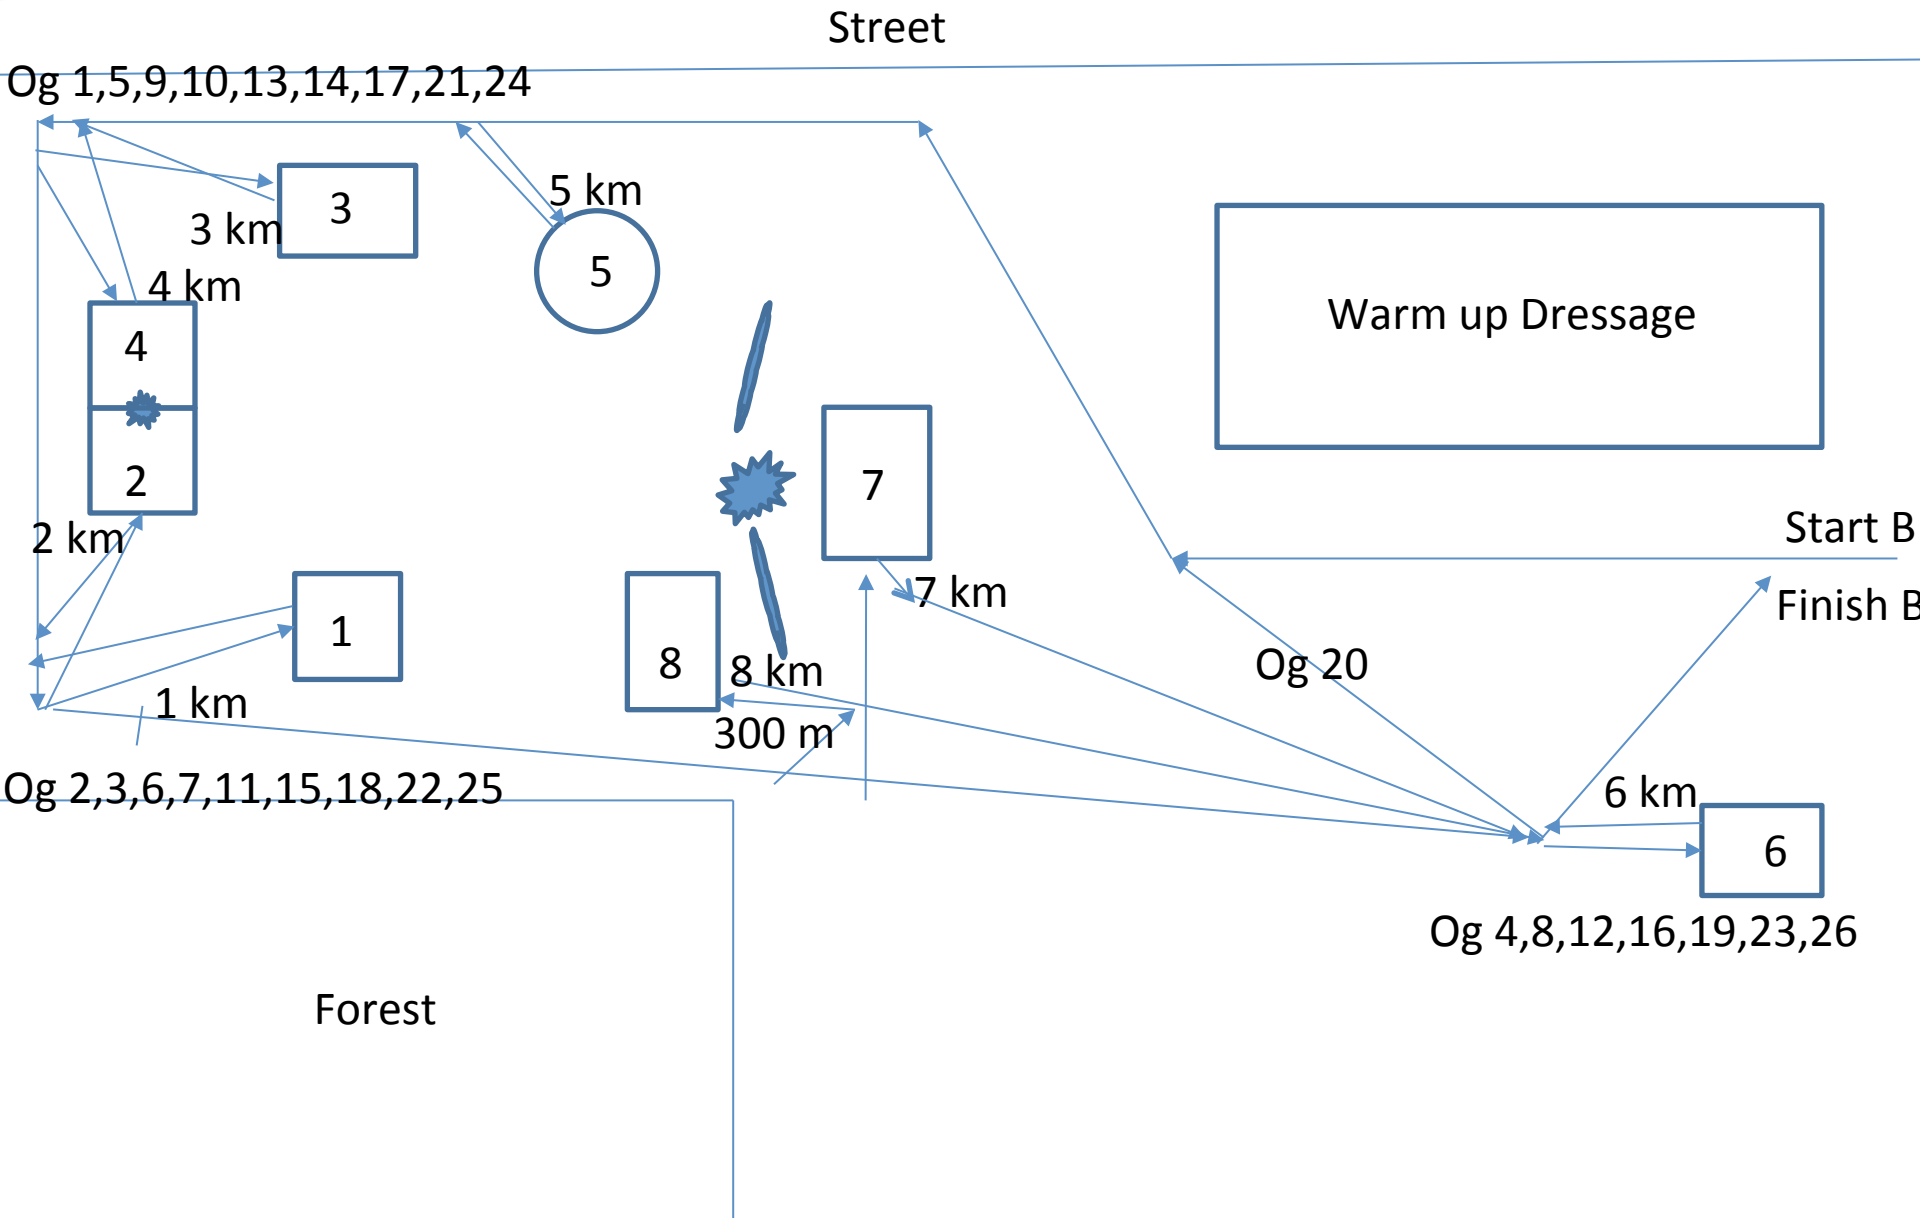 Street
Og 1,5,9,10,13,14,17,21,24
5 km
3
3 km
5
4 km
Warm up Dressage
4
2
7
2 km
Start B
7 km
Finish B
1
8
8 km
Og 20
1 km
300 m
Og 2,3,6,7,11,15,18,22,25
6 km
6
Og 4,8,12,16,19,23,26
Forest